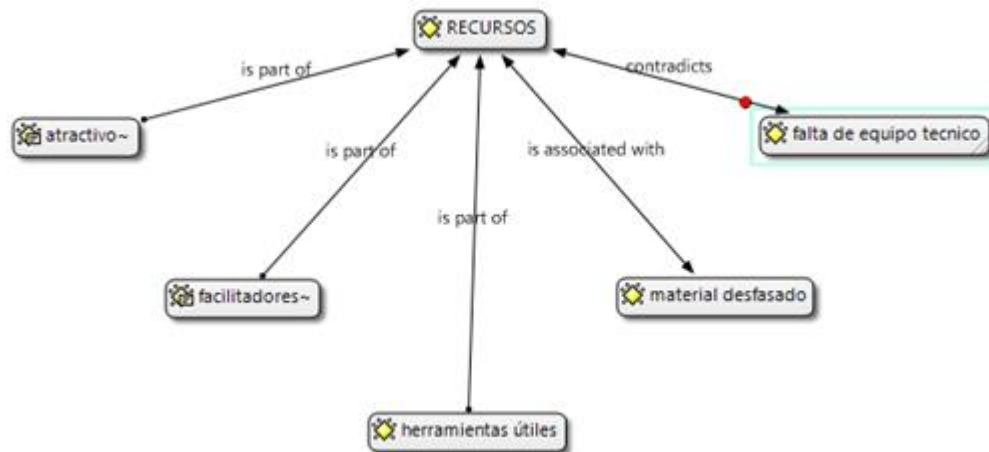 RECURSOS
contradicts
is part of
atractivo~
falta de equipo tecnico
is part of
is associated with
is part of
facilitadores~
material desfasado
herramientas útiles